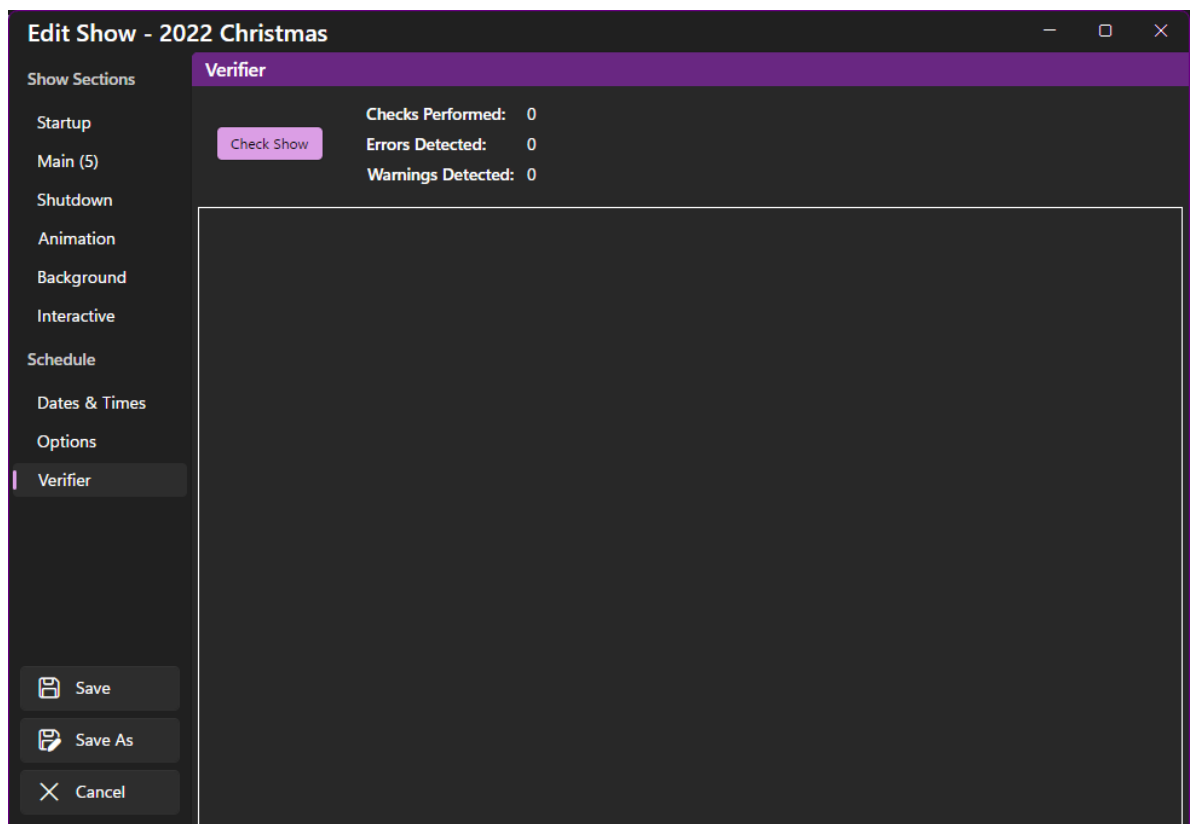 Edit Show - 2022 Christmas
Show Sections
Startup
Main (5)
Shutdown
Animation
Background
Interactive
Schedule
Dates & Times
Options
Verifier
Save
Save As
Cancel
Verifier
Check Show
Checks Performed: 0
Errors Detected: 0
Warnings Detected: 0